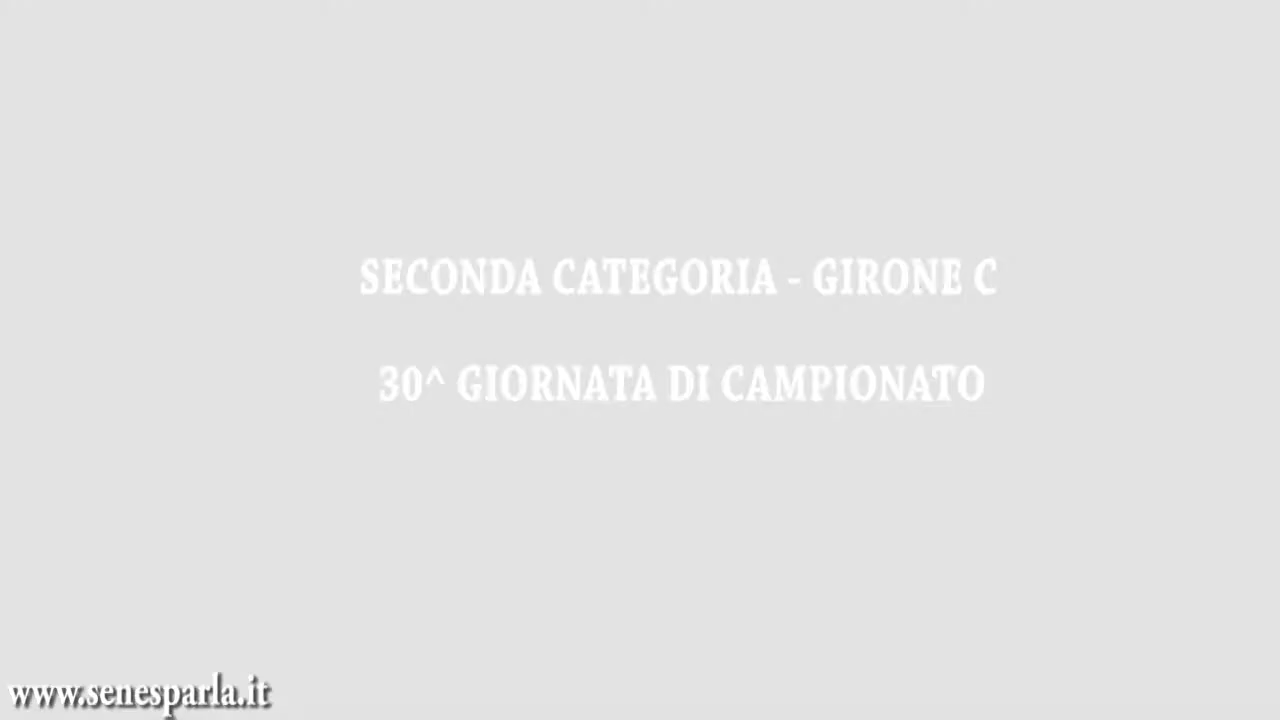 SECONDA CATEGORIA - GIRONE C
30^ GIORNATA DI CAMPIONATO
www.senesparla.it